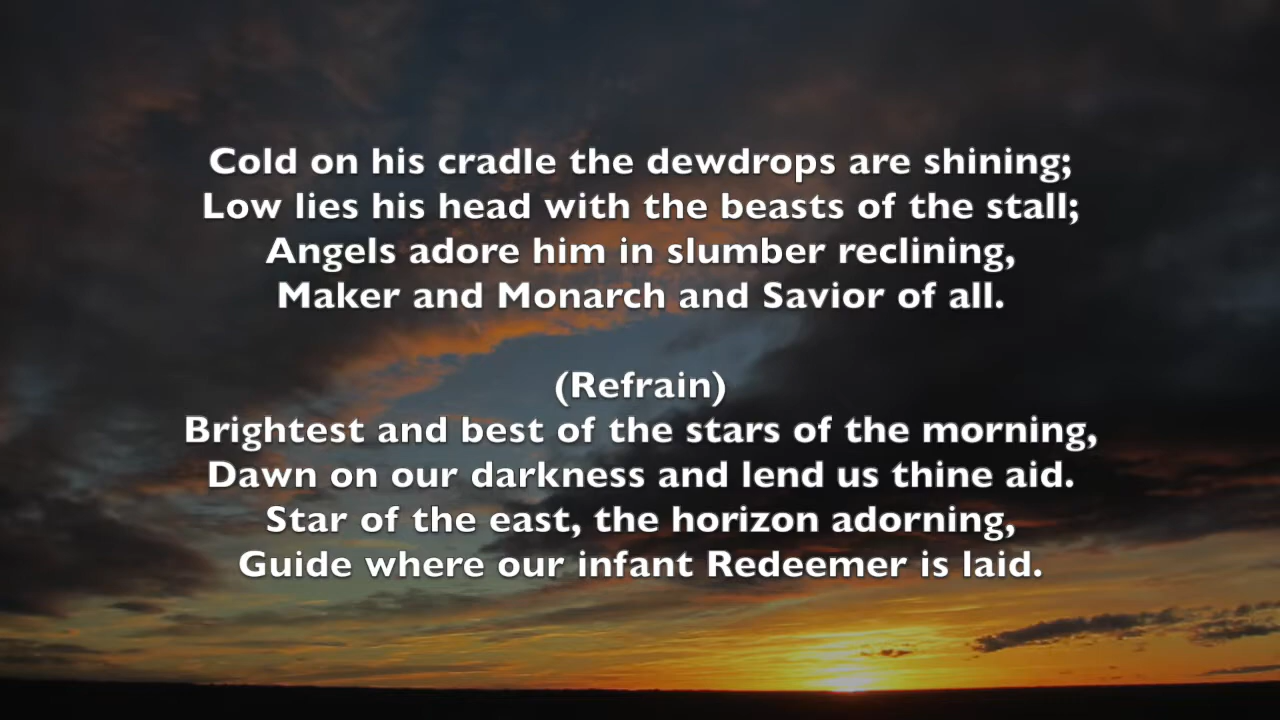 Cold on his cradle the dewdrops are shining;
Low lies his head with the beasts of the stall;
Angels adore him in slumber reclining,
Maker and Monarch and Savior of all.
(Refrain)
Brightest and best of the stars of the morning,
Dawn on our darkness and lend us thine aid.
Star of the east, the horizon adorning,
Guide where our infant Redeemer is laid.